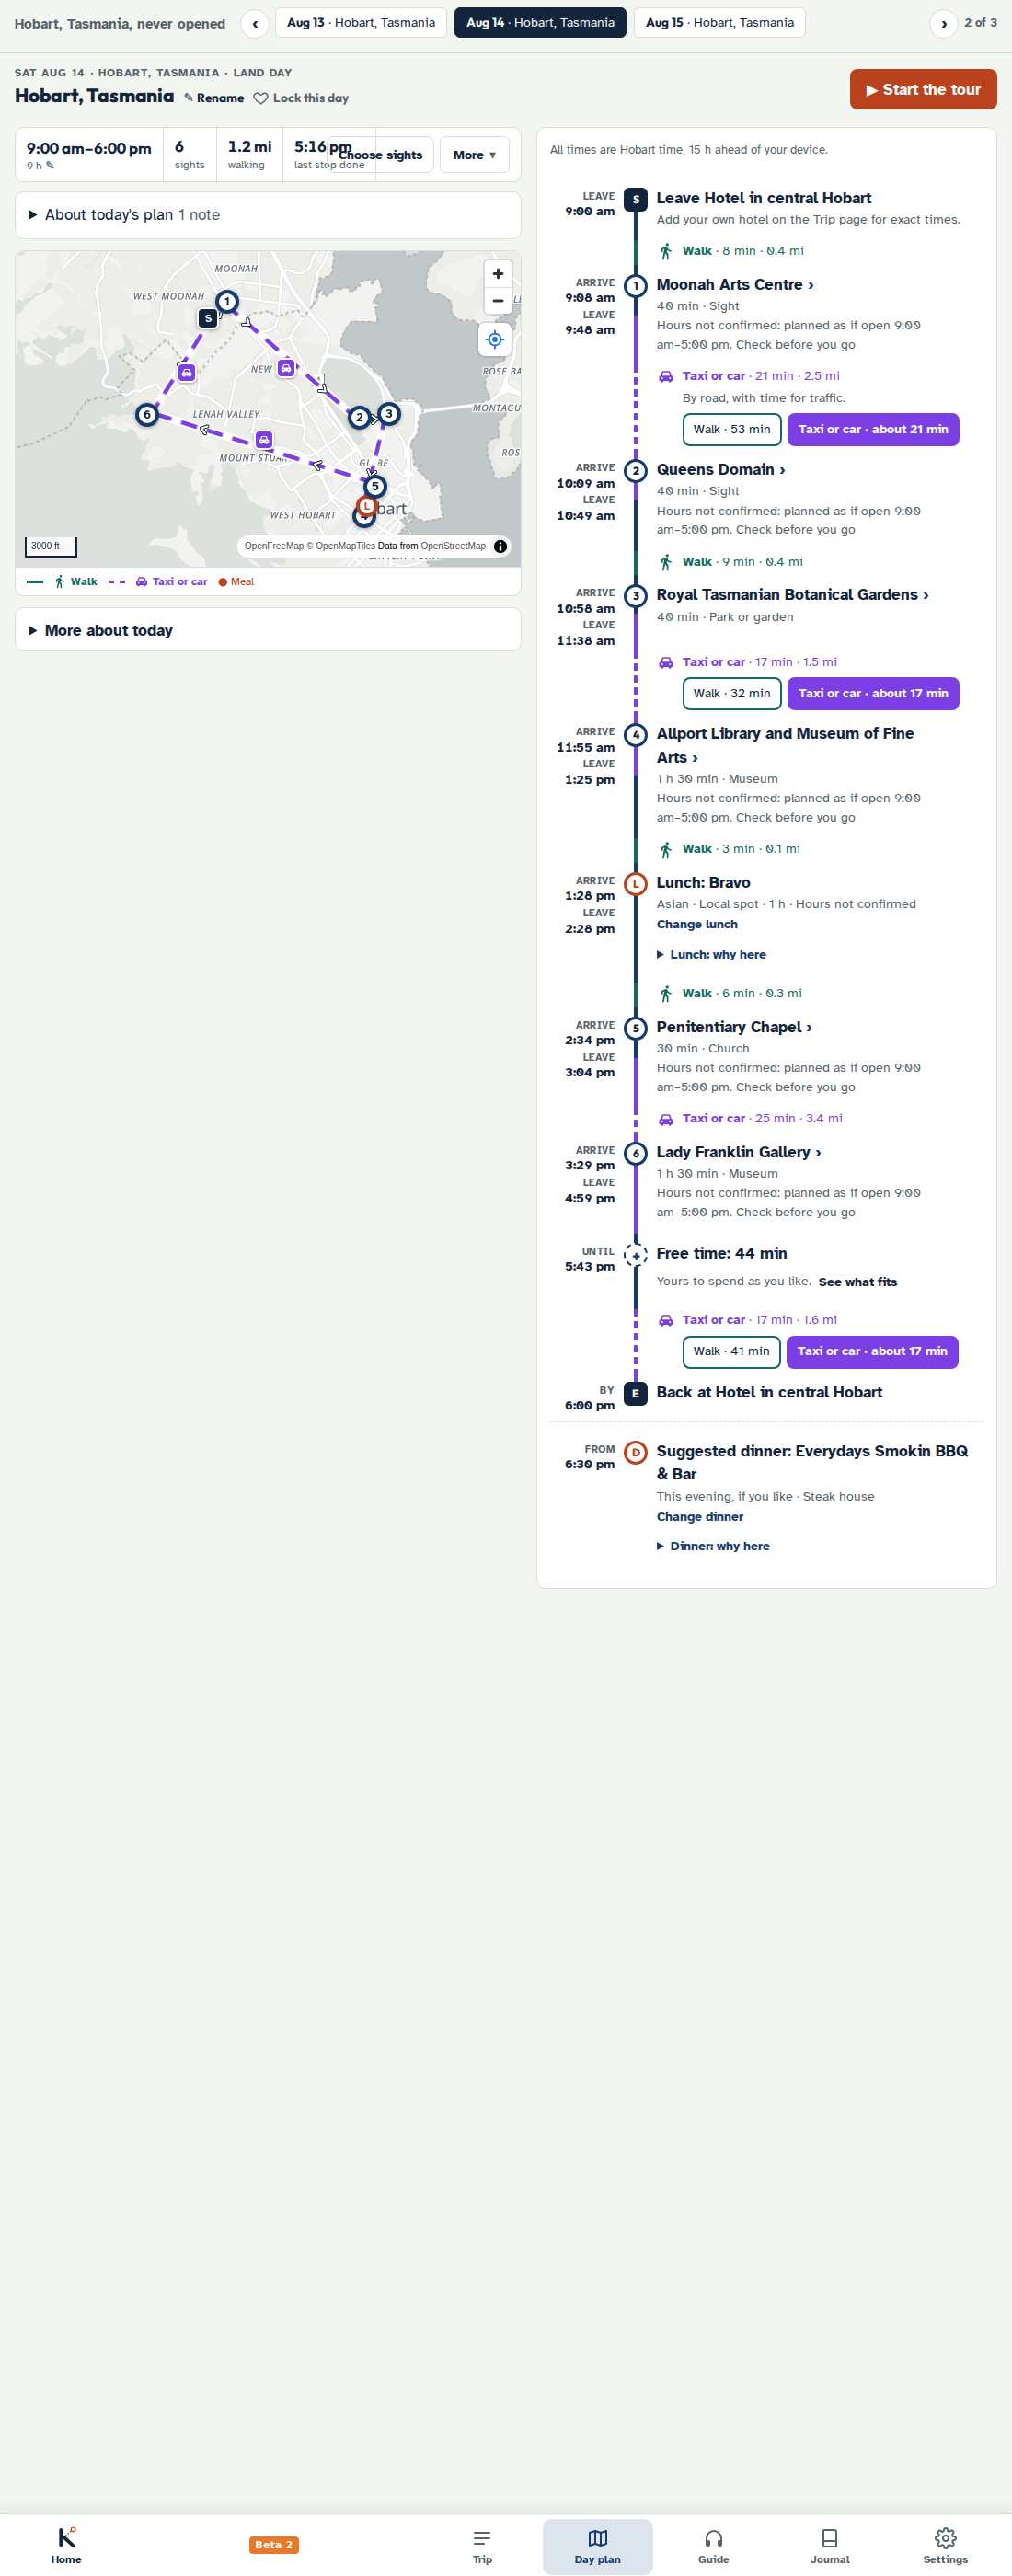 Hobart, Tasmania, never opened
‹
Aug 13 · Hobart, Tasmania
Aug 14 · Hobart, Tasmania
Aug 15 · Hobart, Tasmania
›
2 of 3
SAT AUG 14 · HOBART, TASMANIA · LAND DAY
Hobart, Tasmania
✎ Rename
Lock this day
▶ Start the tour
9:00 am–6:00 pm
9 h ✎
6
sights
1.2 mi
walking
5:16 pm
last stop done
Choose sights
More ▼
▶ About today's plan 1 note
MOONAH
WEST MOONAH
1
S
NEW
ROSE BA
MONTAGU
ROS
6
LENAH VALLEY
2
3
MOUNT STUAR
5
L
bart
WEST HOBART
3000 ft
OpenFreeMap © OpenMapTiles Data from OpenStreetMap
Walk
Taxi or car
Meal
▶ More about today
All times are Hobart time, 15 h ahead of your device.
LEAVE
9:00 am
S
Leave Hotel in central Hobart
Add your own hotel on the Trip page for exact times.
Walk · 8 min · 0.4 mi
ARRIVE
9:08 am
LEAVE
9:48 am
1
Moonah Arts Centre ›
40 min · Sight
Hours not confirmed: planned as if open 9:00
am–5:00 pm. Check before you go
Taxi or car · 21 min · 2.5 mi
By road, with time for traffic.
Walk · 53 min
Taxi or car · about 21 min
ARRIVE
10:09 am
LEAVE
10:49 am
2
Queens Domain ›
40 min · Sight
Hours not confirmed: planned as if open 9:00
am–5:00 pm. Check before you go
Walk · 9 min · 0.4 mi
ARRIVE
10:58 am
LEAVE
11:38 am
3
Royal Tasmanian Botanical Gardens ›
40 min · Park or garden
Taxi or car · 17 min · 1.5 mi
Walk · 32 min
Taxi or car · about 17 min
ARRIVE
11:55 am
LEAVE
1:25 pm
4
Allport Library and Museum of Fine
Arts ›
1 h 30 min · Museum
Hours not confirmed: planned as if open 9:00
am–5:00 pm. Check before you go
Walk · 3 min · 0.1 mi
ARRIVE
1:28 pm
LEAVE
2:28 pm
L
Lunch: Bravo
Asian · Local spot · 1 h · Hours not confirmed
Change lunch
▶ Lunch: why here
Walk · 6 min · 0.3 mi
ARRIVE
2:34 pm
LEAVE
3:04 pm
5
Penitentiary Chapel ›
30 min · Church
Hours not confirmed: planned as if open 9:00
am–5:00 pm. Check before you go
Taxi or car · 25 min · 3.4 mi
ARRIVE
3:29 pm
LEAVE
4:59 pm
6
Lady Franklin Gallery ›
1 h 30 min · Museum
Hours not confirmed: planned as if open 9:00
am–5:00 pm. Check before you go
UNTIL
5:43 pm
+
Free time: 44 min
Yours to spend as you like. See what fits
Taxi or car · 17 min · 1.6 mi
Walk · 41 min
Taxi or car · about 17 min
BY
6:00 pm
E
Back at Hotel in central Hobart
FROM
6:30 pm
D
Suggested dinner: Everydays Smokin BBQ
& Bar
This evening, if you like · Steak house
Change dinner
▶ Dinner: why here
Home
Beta 2
Trip
Day plan
Guide
Journal
Settings